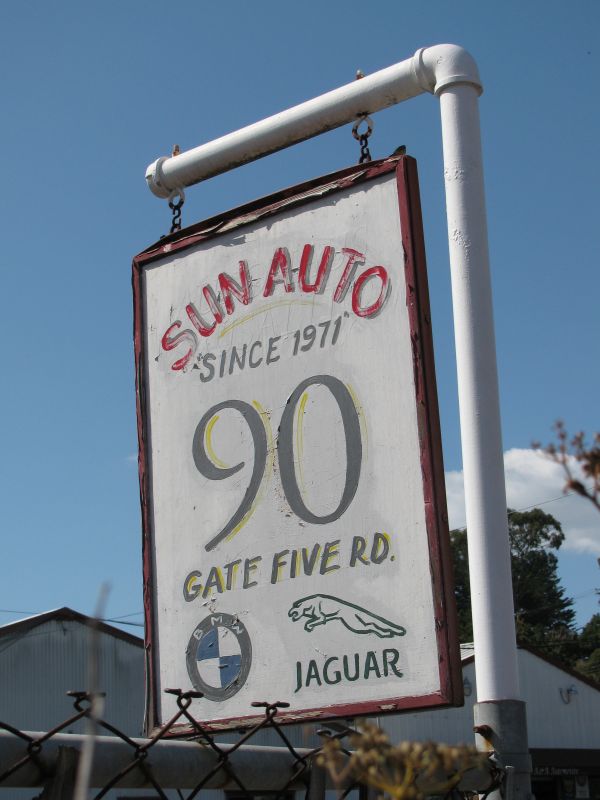 SUN AUTO
"SINCE 1971"
90
GATE FIVE RD.
BMW
JAGUAR